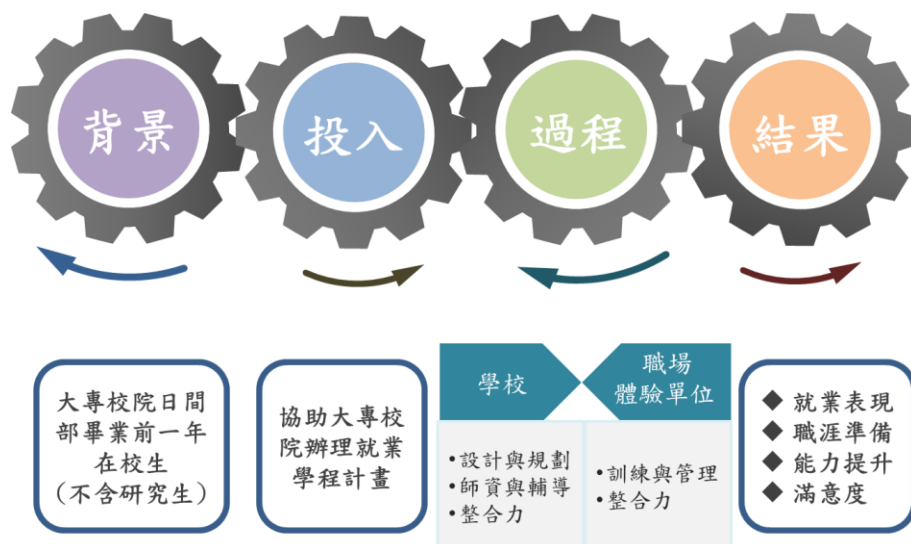 背景
投入
過程
結果
大專校院日間
部畢業前一年
在校生
(不含研究生)
協助大專校
院辦理就業
學程計畫
學校
•設計與規劃
•師資與輔導
•整合力
職場
體驗單位
•訓練與管理
•整合力
◆ 就業表現
◆ 職涯準備
◆ 能力提升
◆ 滿意度